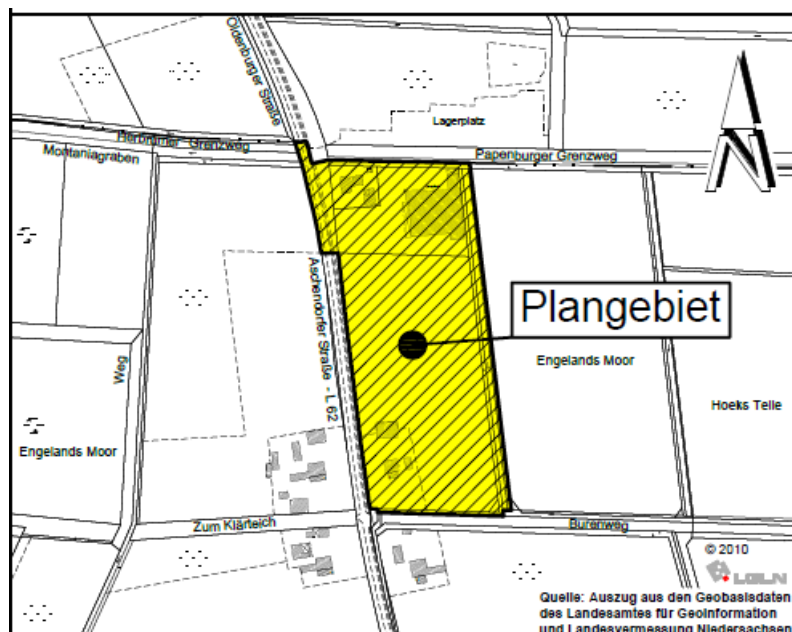 Oldenburger Straße
Lagerplatz
Herbrumer Grenzweg
Montaniagraben
Papenburger Grenzweg
N
Aschendorfer Straße - L 62
Plangebiet
Engelands Moor
Weg
Hoeks Teile
Engelands Moor
Zum Klärteich
Burenweg
© 2010
LGLN
Quelle: Auszug aus den Geobasisdaten
des Landesamtes für Geoinformation
und Landesvermessung Niedersachsen